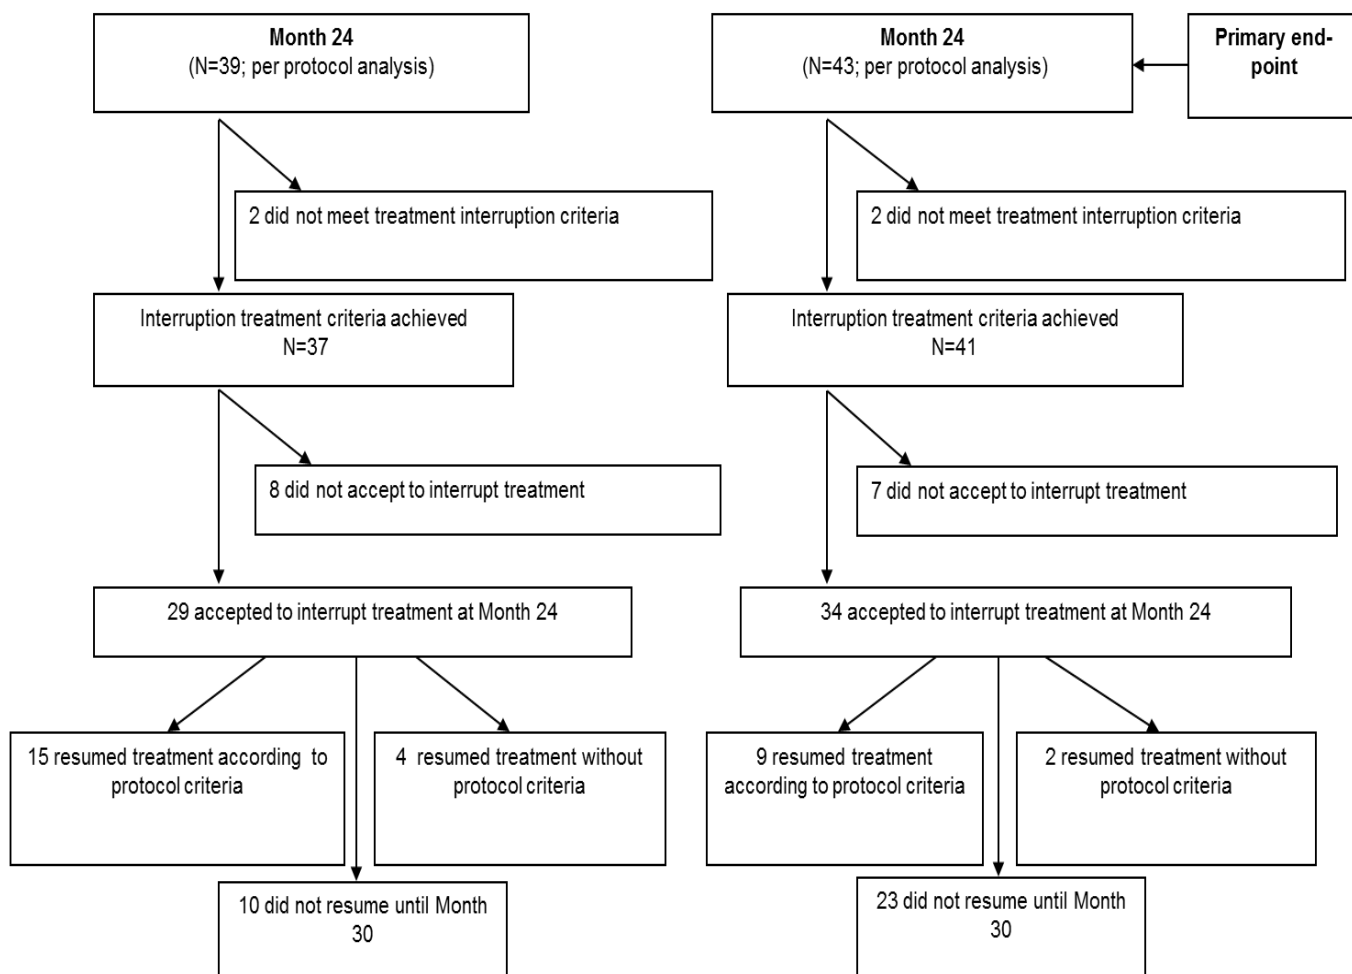 Month 24
(N=39; per protocol analysis)
Month 24
(N=43; per protocol analysis)
Primary end-
point
2 did not meet treatment interruption criteria
2 did not meet treatment interruption criteria
Interruption treatment criteria achieved
N=37
Interruption treatment criteria achieved
N=41
8 did not accept to interrupt treatment
7 did not accept to interrupt treatment
29 accepted to interrupt treatment at Month 24
34 accepted to interrupt treatment at Month 24
15 resumed treatment according to
protocol criteria
4 resumed treatment without
protocol criteria
9 resumed treatment
according to protocol criteria
2 resumed treatment without
protocol criteria
10 did not resume until Month
30
23 did not resume until Month
30